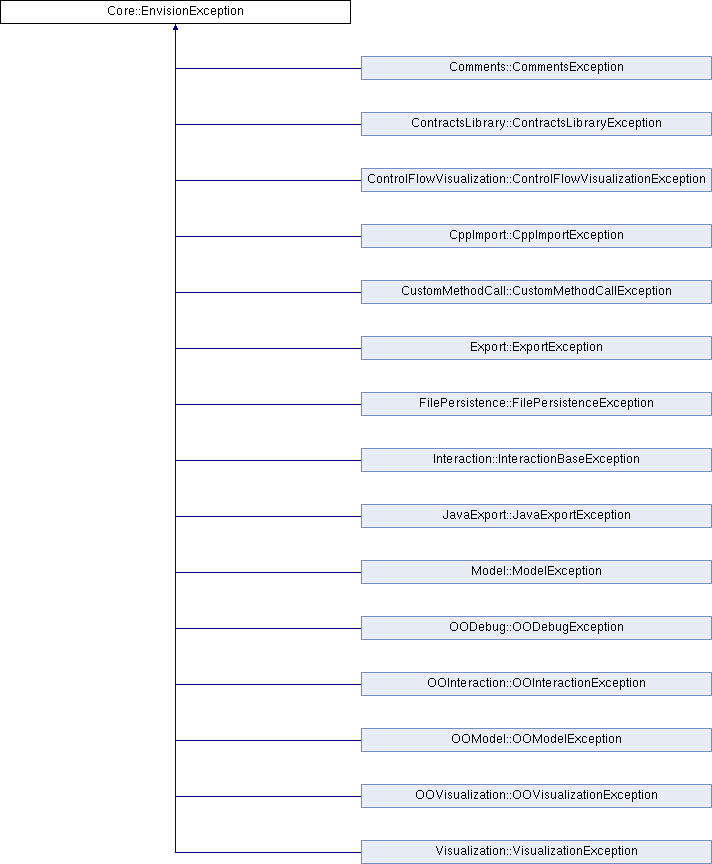 Core::EnvisionException
Comments::CommentsException
ContractsLibrary::ContractsLibraryException
ControlFlowVisualization::ControlFlowVisualizationException
CppImport::CppImportException
CustomMethodCall::CustomMethodCallException
Export::ExportException
FilePersistence::FilePersistenceException
Interaction::InteractionBaseException
JavaExport::JavaExportException
Model::ModelException
OODebug::OODebugException
OOInteraction::OOInteractionException
OOModel::OOModelException
OOVisualization::OOVisualizationException
Visualization::VisualizationException